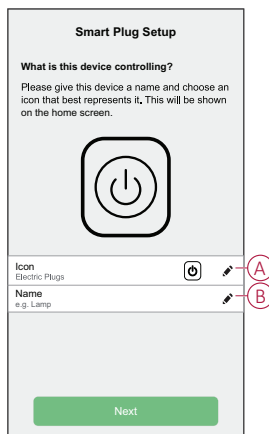 Smart Plug Setup
What is this device controlling?
Please give this device a name and choose an
icon that best represents it. This will be shown
on the home screen.
Icon
Electric Plugs
A
Name
e.g. Lamp
B
Next